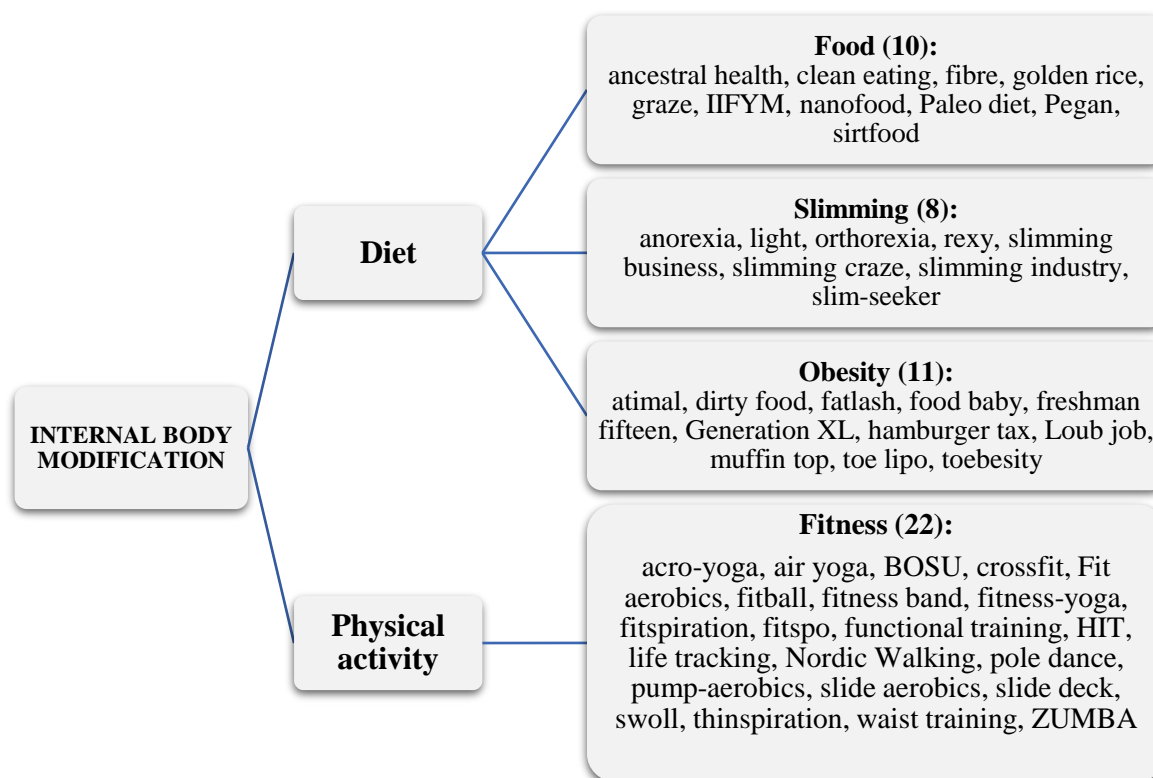 Food (10):
ancestral health, clean eating, fibre, golden rice,
graze, IIFYM, nanofood, Paleo diet, Pegan,
sirtfood
Slimming (8):
anorexia, light, orthorexia, rexy, slimming
business, slimming craze, slimming industry,
slim-seeker
Diet
Obesity (11):
atimal, dirty food, fatlash, food baby, freshman
fifteen, Generation XL, hamburger tax, Loub job,
muffin top, toe lipo, toebesity
INTERNAL BODY
MODIFICATION
Fitness (22):
acro-yoga, air yoga, BOSU, crossfit, Fit
aerobics, fitball, fitness band, fitness-yoga,
fitspiration, fitspo, functional training, HIT,
life tracking, Nordic Walking, pole dance,
pump-aerobics, slide aerobics, slide deck,
swoll, thinspiration, waist training, ZUMBA
Physical
activity